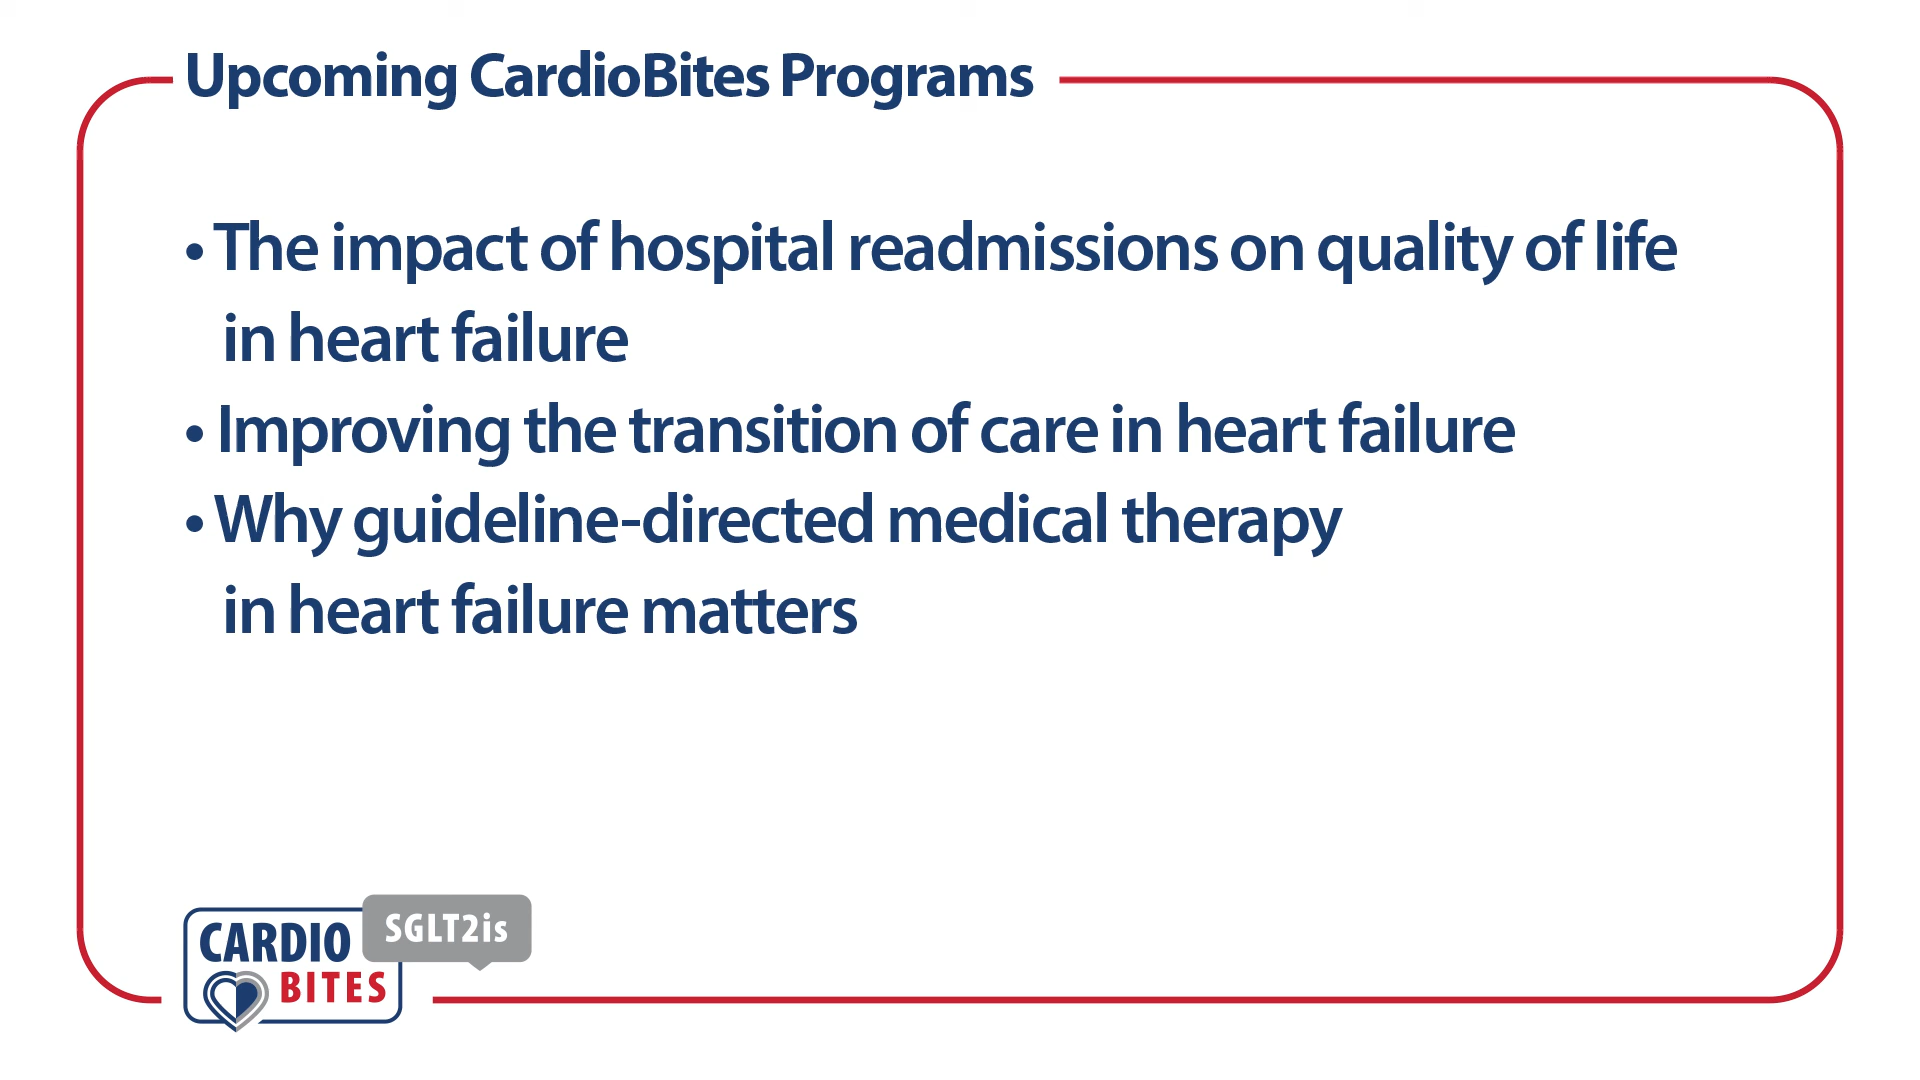 Upcoming CardioBites Programs
• The impact of hospital readmissions on quality of life
in heart failure
• Improving the transition of care in heart failure
• Why guideline-directed medical therapy
in heart failure matters
SGLT2is
CARDIO
BITES